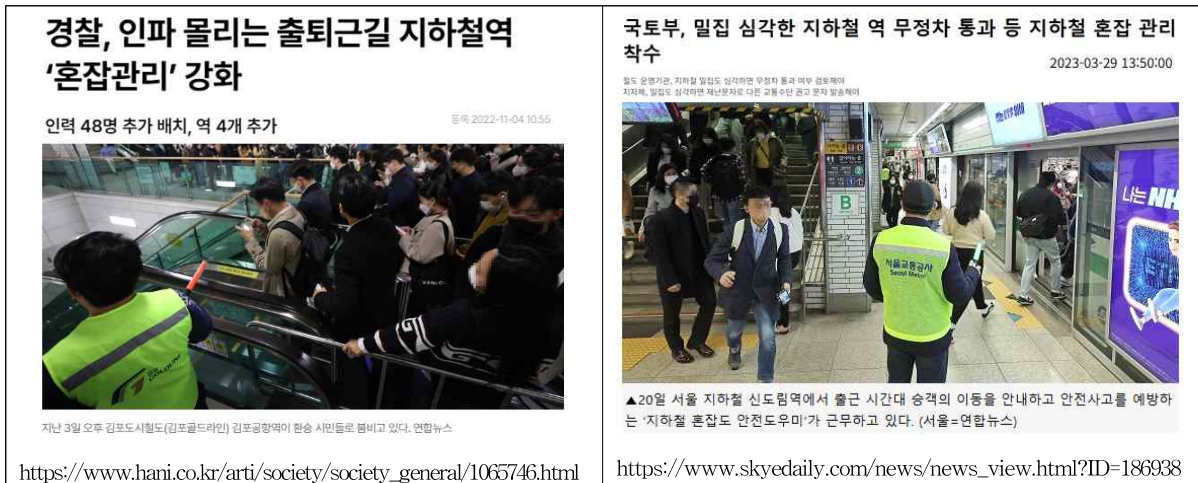 경찰, 인파 몰리는 출퇴근길 지하철역
‘혼잡관리’ 강화
등록 2022-11-04 10:55
인력 48명 추가 배치, 역 4개 추가
지난 3일 오후 김포도시철도(김포골드라인) 김포공항역이 환승 시민들로 붐비고 있다. 연합뉴스
https://www.hani.co.kr/arti/society/society_general/1065746.html
국토부, 밀집 심각한 지하철 역 무정차 통과 등 지하철 혼잡 관리
착수
2023-03-29 13:50:00
철도 운영기관, 지하철 밀집도 심각하면 무정차 통과 여부 검토해야
지자체, 밀집도 심각하면 재난문자로 다른 교통수단 권고 문자 발송해야
B
나는 NH
서울교통공사
Seoul Metro
▲20일 서울 지하철 신도림역에서 출근 시간대 승객의 이동을 안내하고 안전사고를 예방하
는 ‘지하철 혼잡도 안전도우미’가 근무하고 있다. (서울=연합뉴스)
https://www.skyedaily.com/news/news_view.html?ID=186938